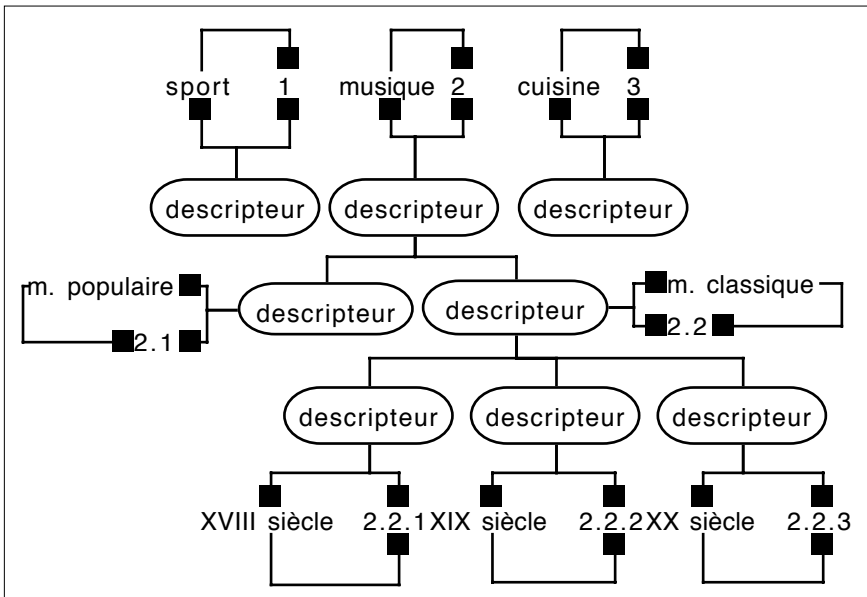 sport 1 musique 2 cuisine 3
descripteur descripteur descripteur
m. populaire descripteur descripteur m. classique
2.1 2.2
descripteur descripteur descripteur
XVIII siècle 2.2.1 XIX siècle 2.2.2 XX siècle 2.2.3